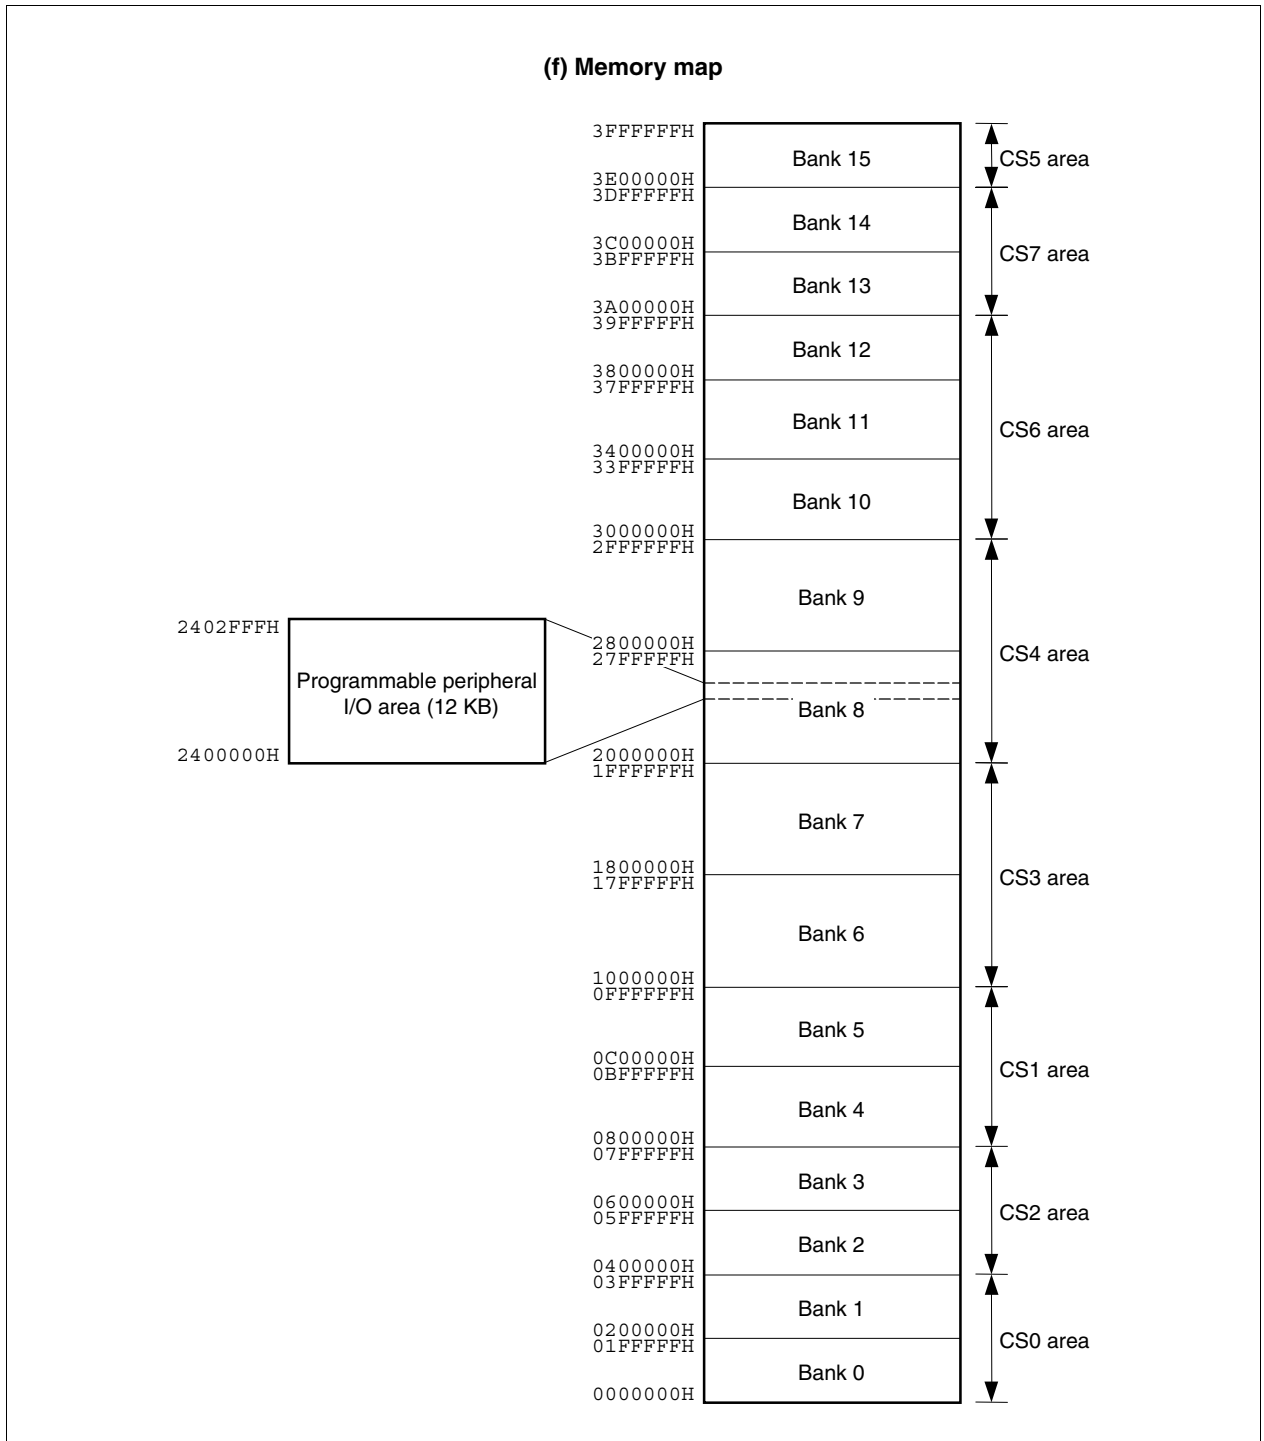 (f) Memory map
3FFFFFFH
Bank 15
CS5 area
3E00000H
3DFFFFFH
Bank 14
3C00000H
CS7 area
3BFFFFFH
Bank 13
3A00000H
39FFFFFH
Bank 12
3800000H
37FFFFFH
Bank 11
CS6 area
3400000H
33FFFFFH
Bank 10
3000000H
2FFFFFFH
Bank 9
2402FFFH
2800000H
CS4 area
27FFFFFH
Programmable peripheral
I/O area (12 KB)
Bank 8
2400000H
2000000H
1FFFFFFH
Bank 7
1800000H
CS3 area
17FFFFFH
Bank 6
1000000H
0FFFFFFH
Bank 5
0C00000H
CS1 area
0BFFFFFH
Bank 4
0800000H
07FFFFFH
Bank 3
0600000H
CS2 area
05FFFFFH
Bank 2
0400000H
03FFFFFH
Bank 1
0200000H
CS0 area
01FFFFFH
Bank 0
0000000H